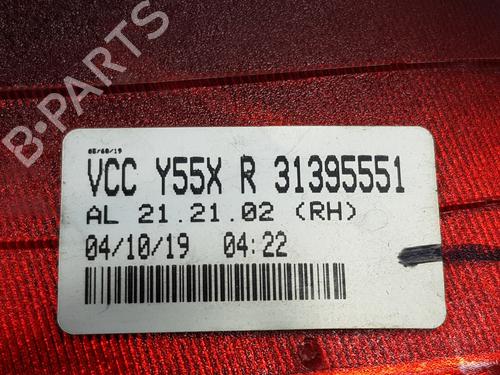 B-PARTS
VCC Y55X R 31395551
AL 21.21.02 (RH)
04/10/19 04:22